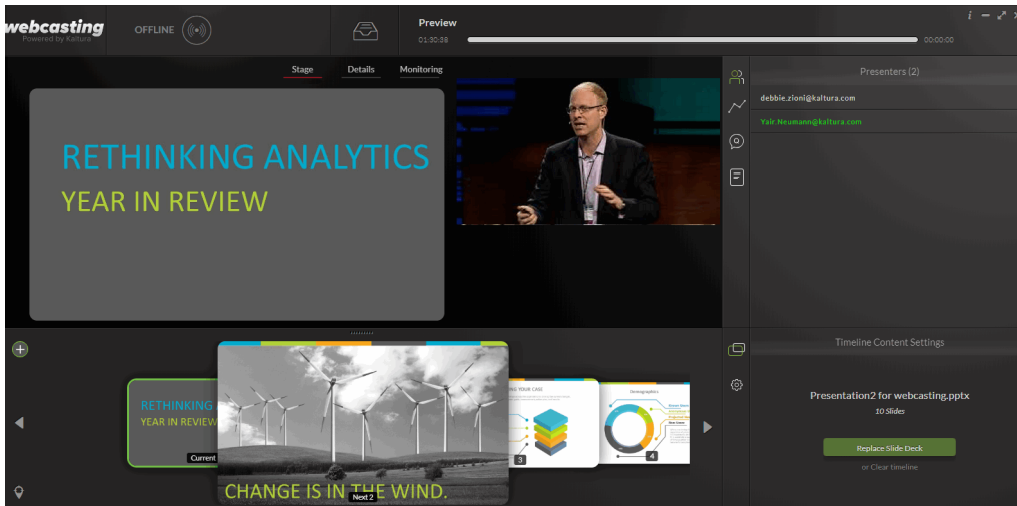 webcasting
Powered by Kaltura
OFFLINE
Preview
01:30:38
00:00:00
i
Stage
Details
Monitoring
RETHINKING ANALYTICS
YEAR IN REVIEW
Presenters (2)
debbie.zioni@kaltura.com
Yair.Neumann@kaltura.com
RETHINKING
YEAR IN REVIEW
Current
CHANGE IS IN THE WIND.
Next 2
YOUR CASE
3
Demographics
4
Timeline Content Settings
Presentation2 for webcasting.pptx
10 Slides
Replace Slide Deck
or Clear timeline